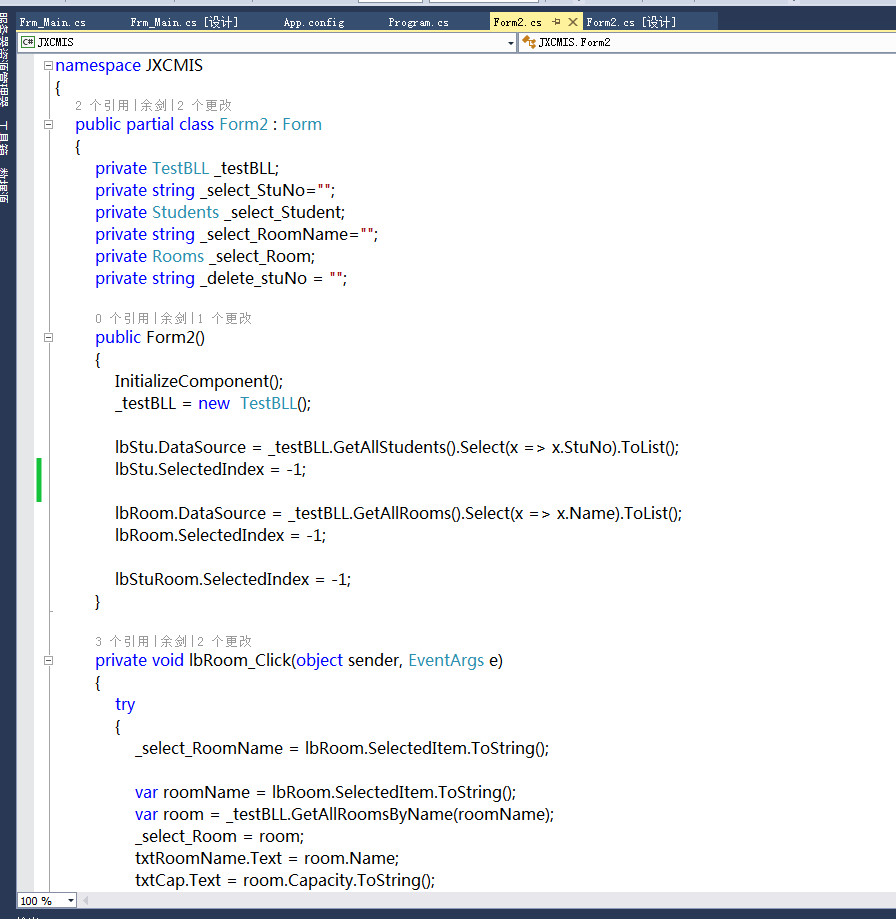 Frm_Main.cs Frm_Main.cs [设计] App.config Program.cs Form2.cs Form2.cs [设计]
C# JXCMIS JXCMIS.Form2
服务器资源管理器 工具箱 数据源
namespace JXCMIS
{
2 个引用|余剑|2 个更改
public partial class Form2 : Form
{
private TestBLL _testBLL;
private string _select_StuNo="";
private Students _select_Student;
private string _select_RoomName="";
private Rooms _select_Room;
private string _delete_stuNo = "";
0 个引用|余剑|1 个更改
public Form2()
{
InitializeComponent();
_testBLL = new  TestBLL();
lbStu.DataSource = _testBLL.GetAllStudents().Select(x => x.StuNo).ToList();
lbStu.SelectedIndex = -1;
lbRoom.DataSource = _testBLL.GetAllRooms().Select(x => x.Name).ToList();
lbRoom.SelectedIndex = -1;
lbStuRoom.SelectedIndex = -1;
}
3 个引用|余剑|2 个更改
private void lbRoom_Click(object sender, EventArgs e)
{
try
{
_select_RoomName = lbRoom.SelectedItem.ToString();
var roomName = lbRoom.SelectedItem.ToString();
var room = _testBLL.GetAllRoomsByName(roomName);
_select_Room = room;
txtRoomName.Text = room.Name;
txtCap.Text = room.Capacity.ToString();
100 %